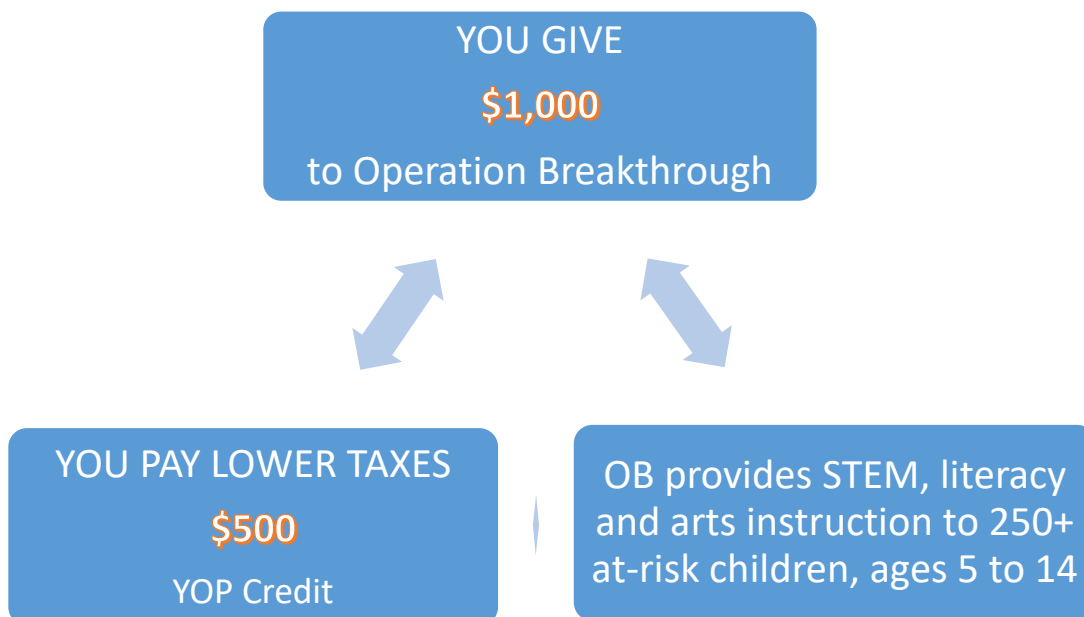 YOU GIVE
$1,000
to Operation Breakthrough
YOU PAY LOWER TAXES
$500
YOP Credit
OB provides STEM, literacy
and arts instruction to 250+
at-risk children, ages 5 to 14